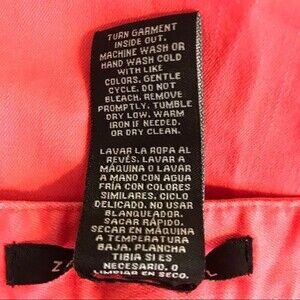 TURN GARMENT
INSIDE OUT.
MACHINE WASH OR
HAND WASH COLD
WITH LIKE
COLORS, GENTLE
CYCLE. DO NOT
BLEACH. REMOVE
PROMPTLY. TUMBLE
DRY LOW. WARM
IRON IF NEEDED.
OR DRY CLEAN.
LAVAR LA ROPA AL
REVÉS. LAVAR A
MÁQUINA O LAVAR
A MANO CON AGUA
FRÍA CON COLORES
SIMILARES, CICLO
DELICADO. NO USAR
BLANQUEADOR.
SACAR RÁPIDO.
SECAR EN MÁQUINA
A TEMPERATURA
BAJA. PLANCHA
TIBIA SI ES
NECESARIO. O
LIMPIAR EN SECO.